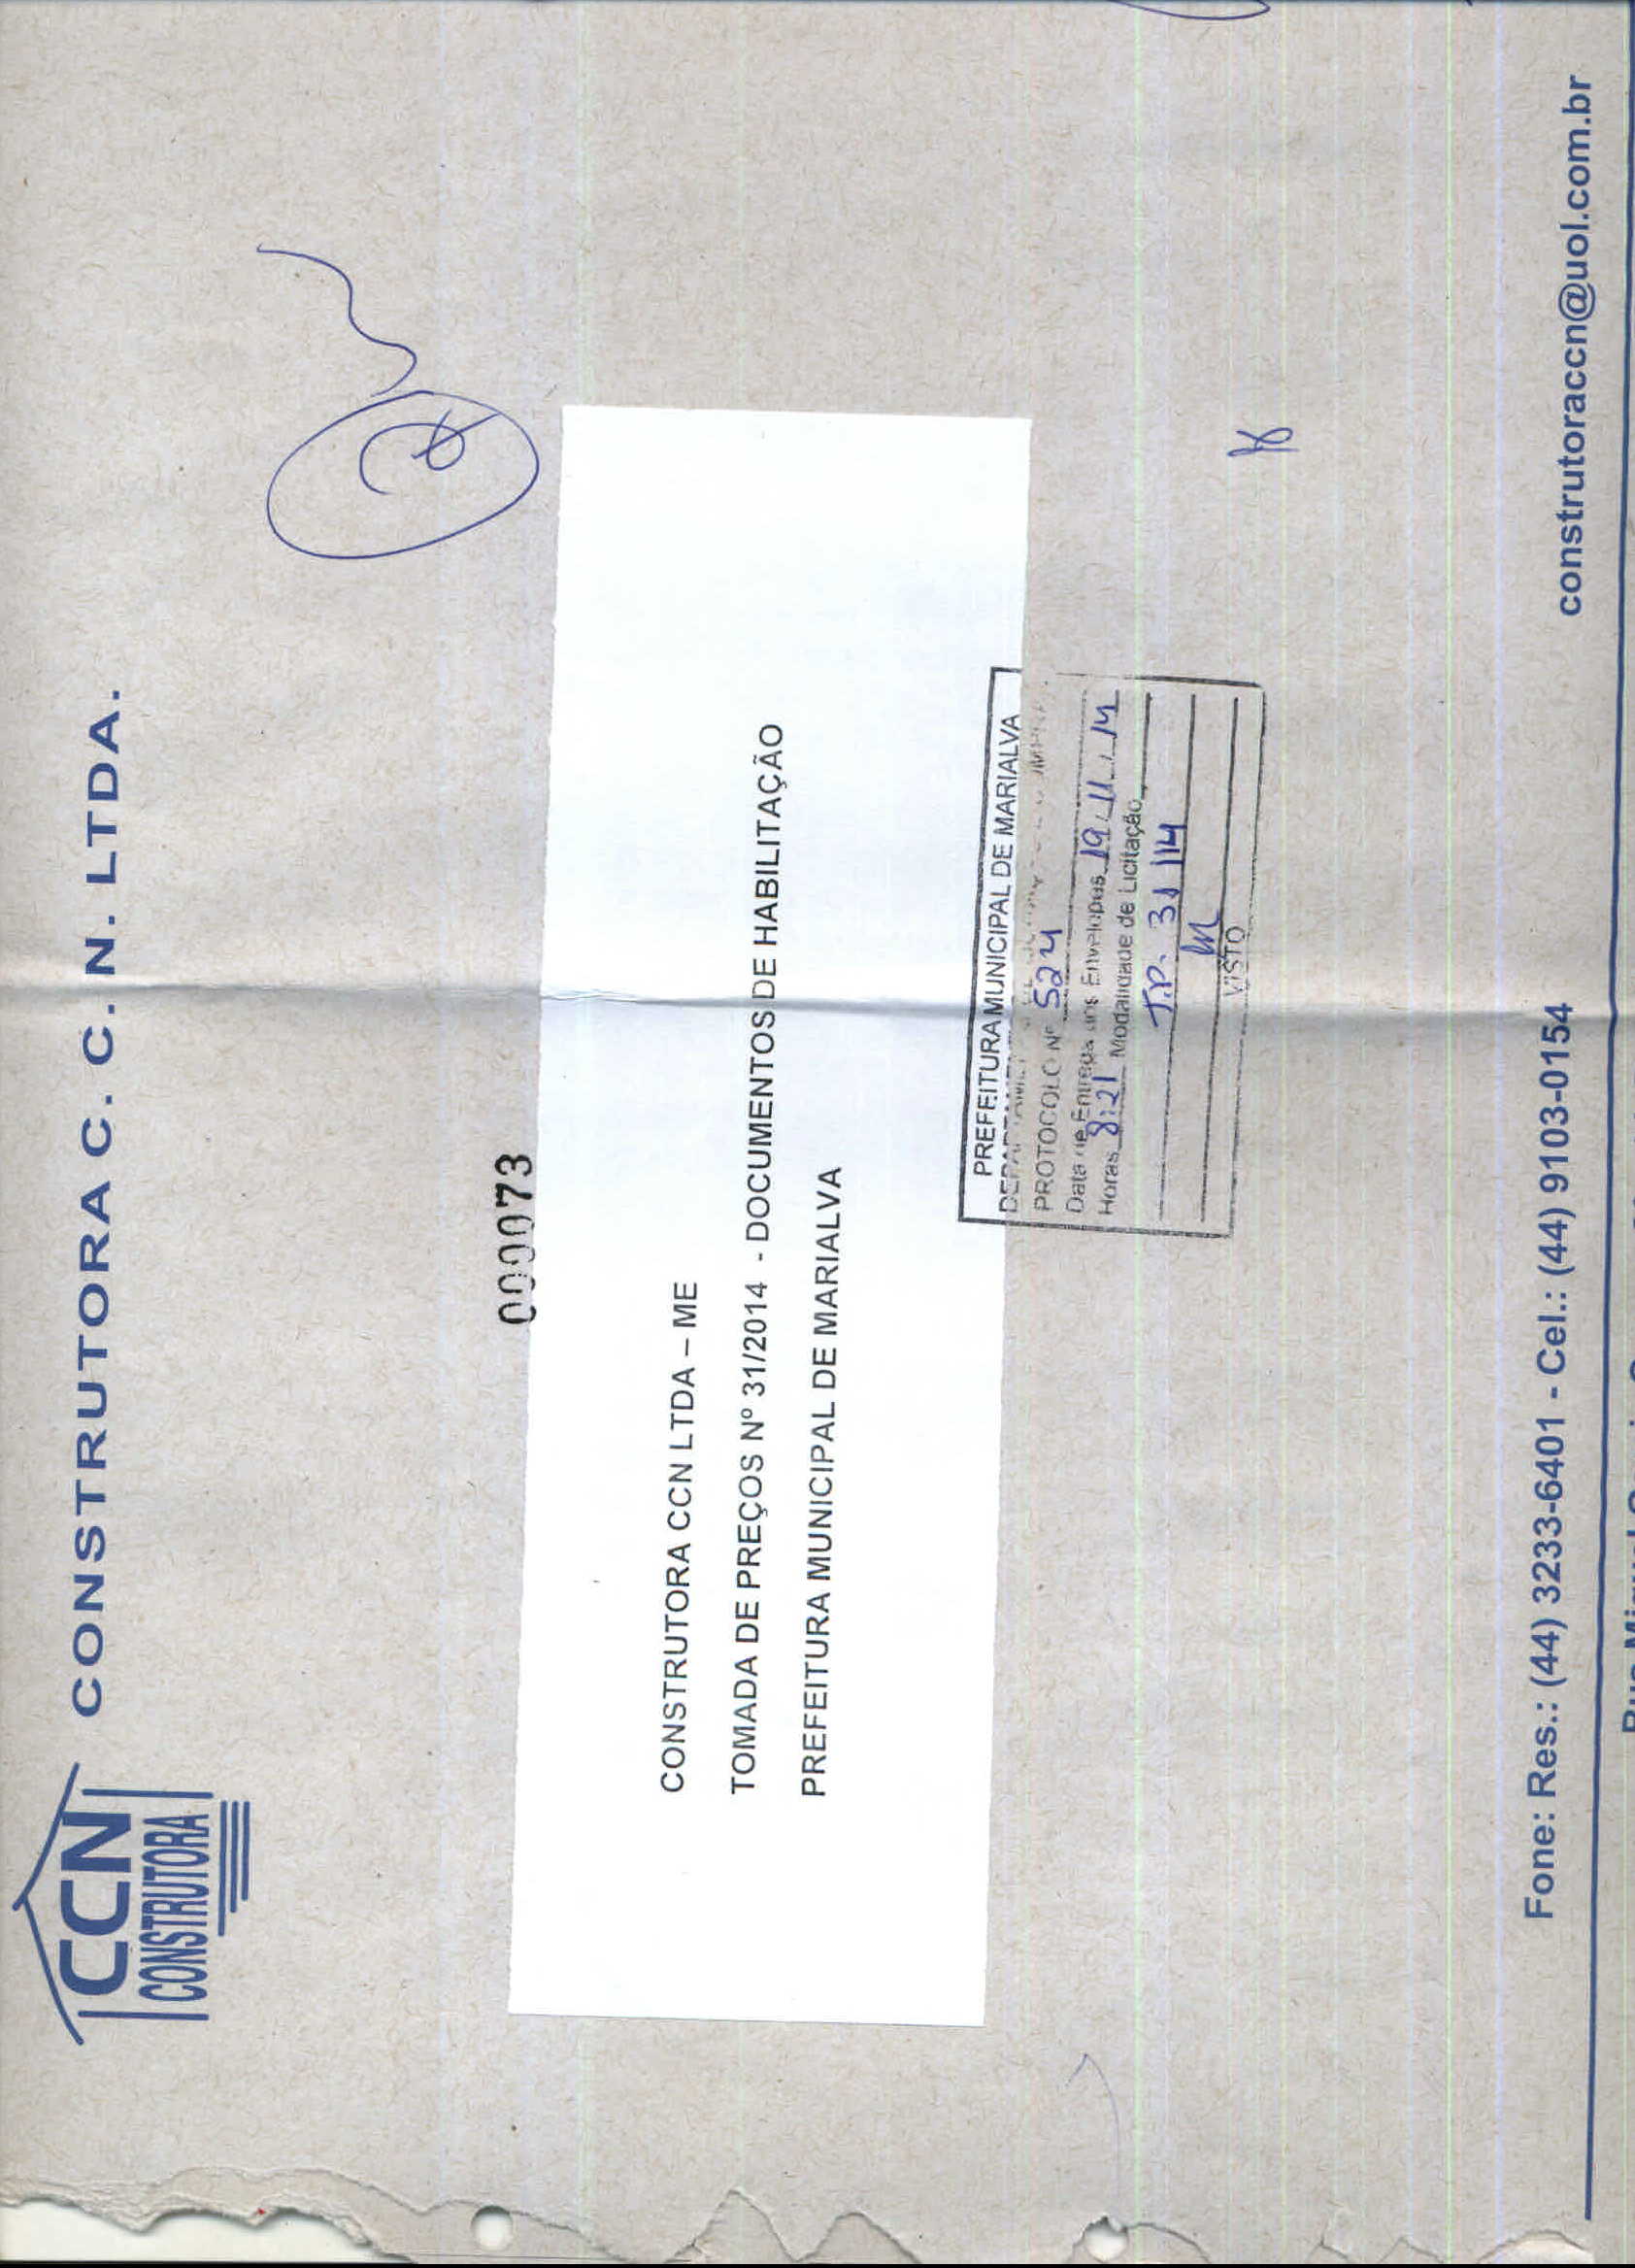 CCN
CONSTRUTORA
CONSTRUTORA C. C. N. LTDA.
000073
CONSTRUTORA CCN LTDA – ME
TOMADA DE PREÇOS Nº 31/2014 - DOCUMENTOS DE HABILITAÇÃO
PREFEITURA MUNICIPAL DE MARIALVA
PREFEITURA MUNICIPAL DE MARIALVA
PROTOCOLO Nº 524
Data de Entrega dos Envelopes 19/11/14
Horas 8:21 Modalidade de Licitação
T.P. 31/14
VISTO
Fone: Res.: (44) 3233-6401 - Cel.: (44) 9103-0154
construtoraccn@uol.com.br